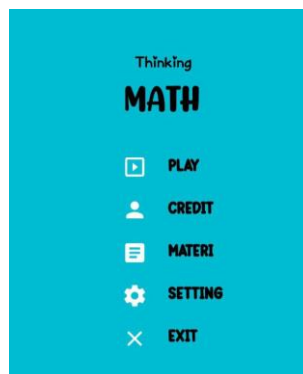 Thinking
MATH
PLAY
CREDIT
MATERI
SETTING
EXIT